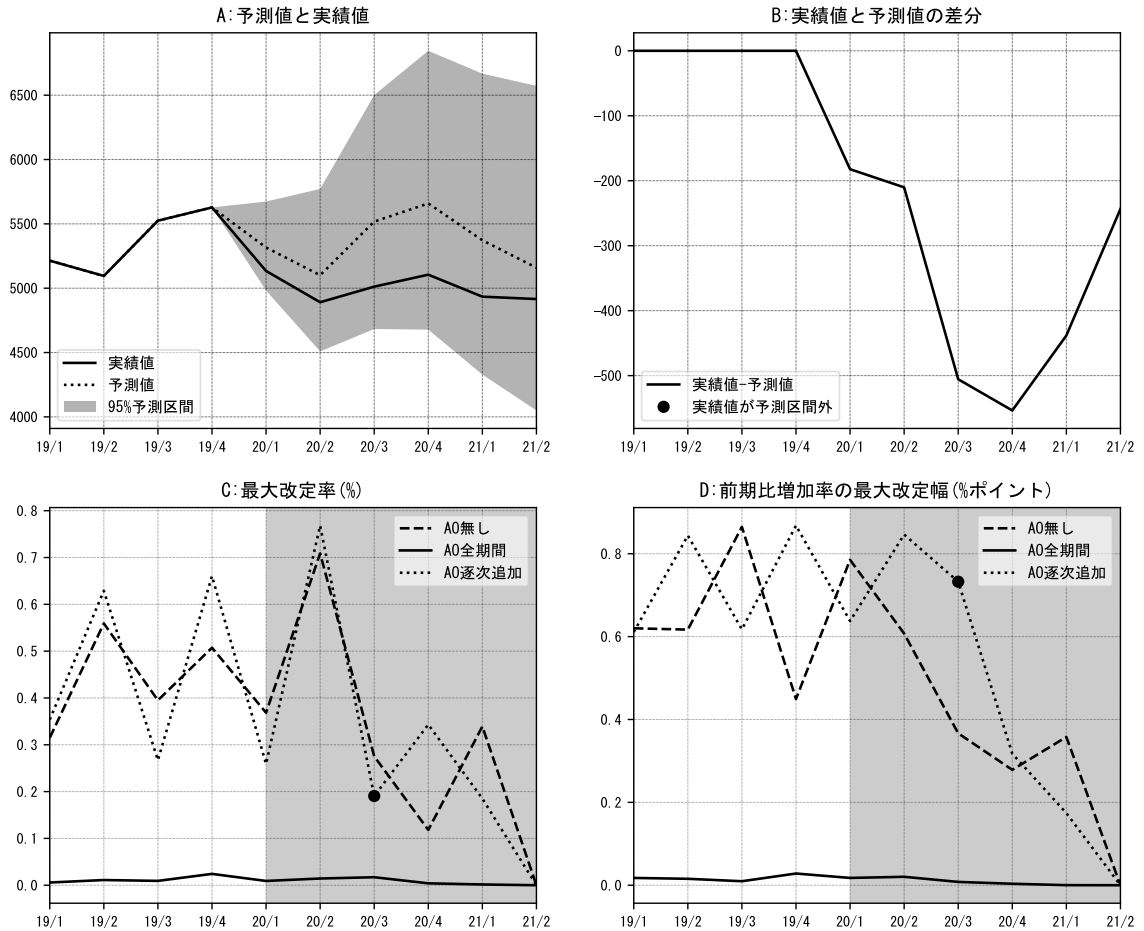 A:予測値と実績値
6500
6000
5500
5000
4500
4000
実績値
予測値
95%予測区間
19/1 19/2 19/3 19/4 20/1 20/2 20/3 20/4 21/1 21/2
B:実績値と予測値の差分
0
-100
-200
-300
-400
-500
実績値-予測値
実績値が予測区間外
19/1 19/2 19/3 19/4 20/1 20/2 20/3 20/4 21/1 21/2
C:最大改定率(%)
0.8
0.7
0.6
0.5
0.4
0.3
0.2
0.1
0.0
AO無し
AO全期間
AO逐次追加
19/1 19/2 19/3 19/4 20/1 20/2 20/3 20/4 21/1 21/2
D:前期比増加率の最大改定幅(%ポイント)
0.8
0.6
0.4
0.2
0.0
AO無し
AO全期間
AO逐次追加
19/1 19/2 19/3 19/4 20/1 20/2 20/3 20/4 21/1 21/2